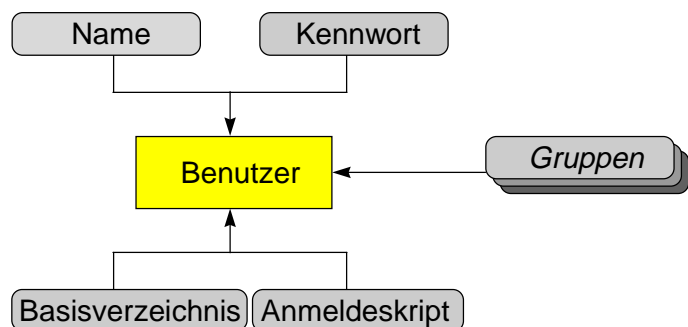 Name
Kennwort
Benutzer
Gruppen
Basisverzeichnis
Anmeldeskript